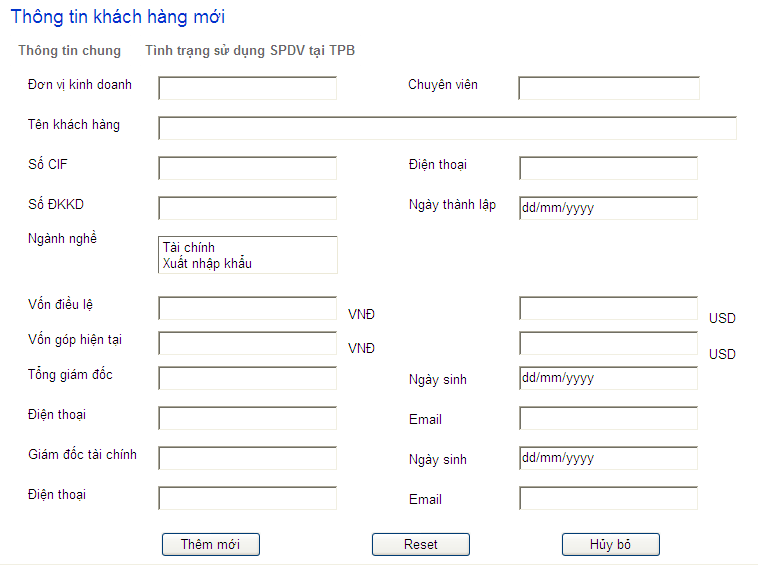 Thông tin khách hàng mới
Thông tin chung Tình trạng sử dụng SPDV tại TPB
Đơn vị kinh doanh Chuyên viên
Tên khách hàng
Số CIF Điện thoại
Số ĐKKD Ngày thành lập dd/mm/yyyy
Ngành nghề Tài chính
Xuất nhập khẩu
Vốn điều lệ VNĐ USD
Vốn góp hiện tại VNĐ USD
Tổng giám đốc Ngày sinh dd/mm/yyyy
Điện thoại Email
Giám đốc tài chính Ngày sinh dd/mm/yyyy
Điện thoại Email
Thêm mới Reset Hủy bỏ